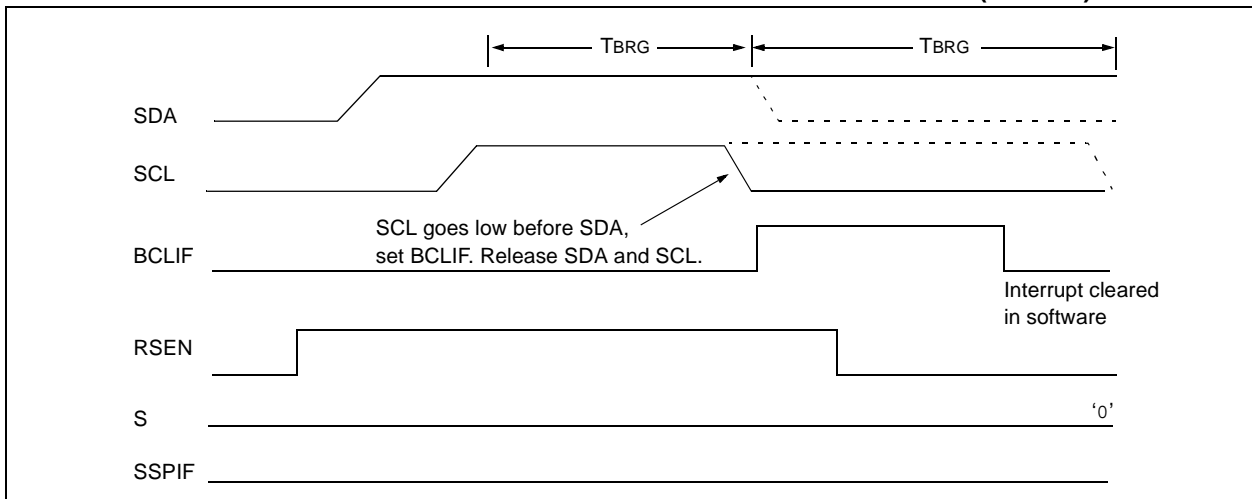 TBRG TBRG
SDA
SCL
SCL goes low before SDA,
set BCLIF. Release SDA and SCL.
BCLIF
Interrupt cleared
in software
RSEN
S
‘0’
SSPIF